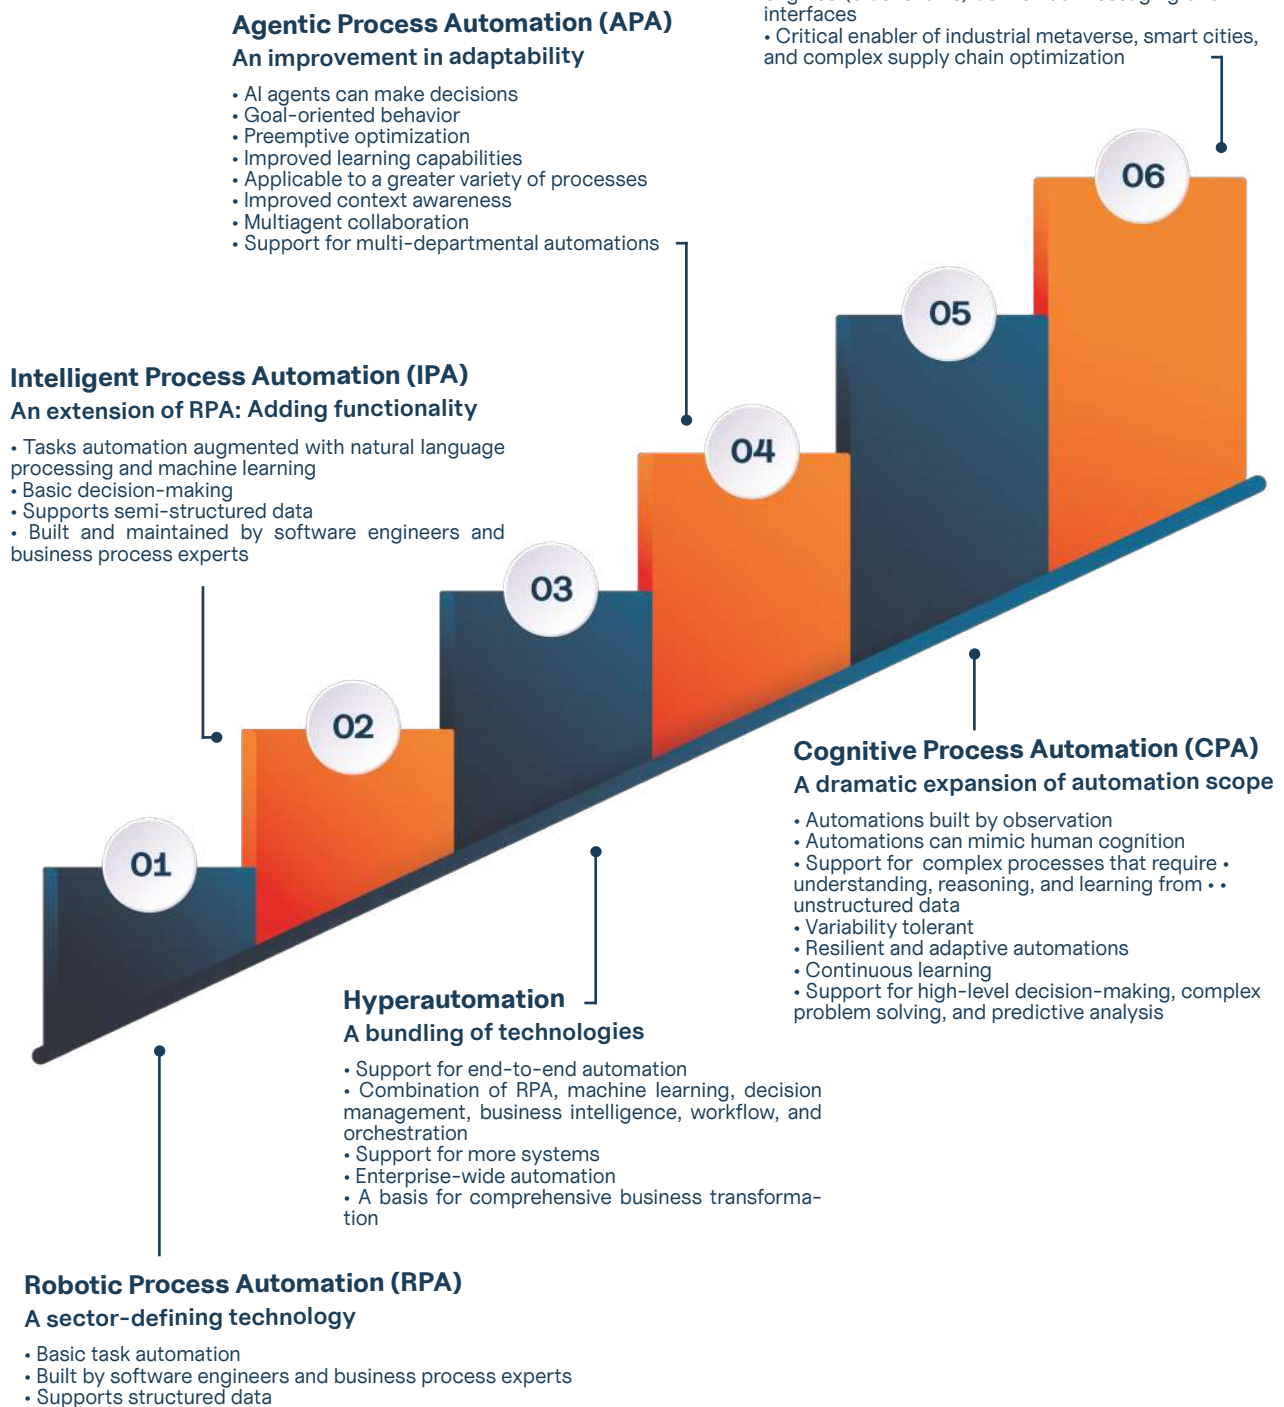 interfaces
• Critical enabler of industrial metaverse, smart cities,
and complex supply chain optimization
06
Agentic Process Automation (APA)
An improvement in adaptability
• AI agents can make decisions
• Goal-oriented behavior
• Preemptive optimization
• Improved learning capabilities
• Applicable to a greater variety of processes
• Improved context awareness
• Multiagent collaboration
• Support for multi-departmental automations
05
04
Intelligent Process Automation (IPA)
An extension of RPA: Adding functionality
• Tasks automation augmented with natural language
processing and machine learning
• Basic decision-making
• Supports semi-structured data
• Built and maintained by software engineers and
business process experts
03
02
01
Cognitive Process Automation (CPA)
A dramatic expansion of automation scope
• Automations built by observation
• Automations can mimic human cognition
• Support for complex processes that require •
understanding, reasoning, and learning from • •
unstructured data
• Variability tolerant
• Resilient and adaptive automations
• Continuous learning
• Support for high-level decision-making, complex
problem solving, and predictive analysis
Hyperautomation
A bundling of technologies
• Support for end-to-end automation
• Combination of RPA, machine learning, decision
management, business intelligence, workflow, and
orchestration
• Support for more systems
• Enterprise-wide automation
• A basis for comprehensive business transforma-
tion
Robotic Process Automation (RPA)
A sector-defining technology
• Basic task automation
• Built by software engineers and business process experts
• Supports structured data